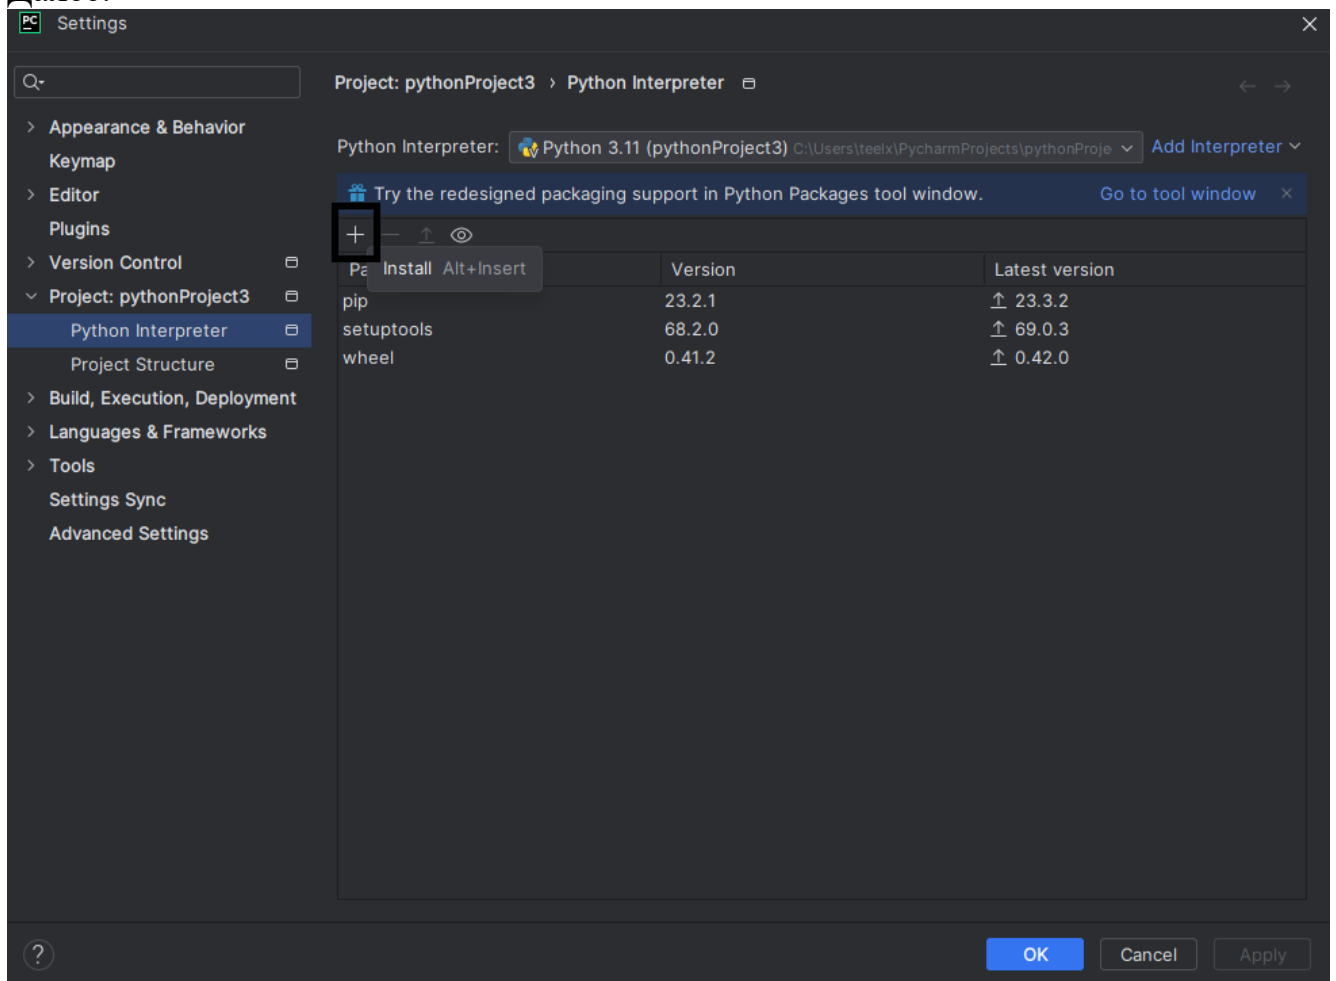 PC Settings
Project: pythonProject3 › Python Interpreter
Appearance & Behavior
Keymap
Editor
Plugins
Version Control
Project: pythonProject3
Python Interpreter
Project Structure
Build, Execution, Deployment
Languages & Frameworks
Tools
Settings Sync
Advanced Settings
Python Interpreter: Python 3.11 (pythonProject3) C:\Users\teelx\PycharmProjects\pythonProje Add Interpreter
Try the redesigned packaging support in Python Packages tool window. Go to tool window
Install Alt+Insert
Pa Version Latest version
pip 23.2.1 23.3.2
setuptools 68.2.0 69.0.3
wheel 0.41.2 0.42.0
? OK Cancel Apply